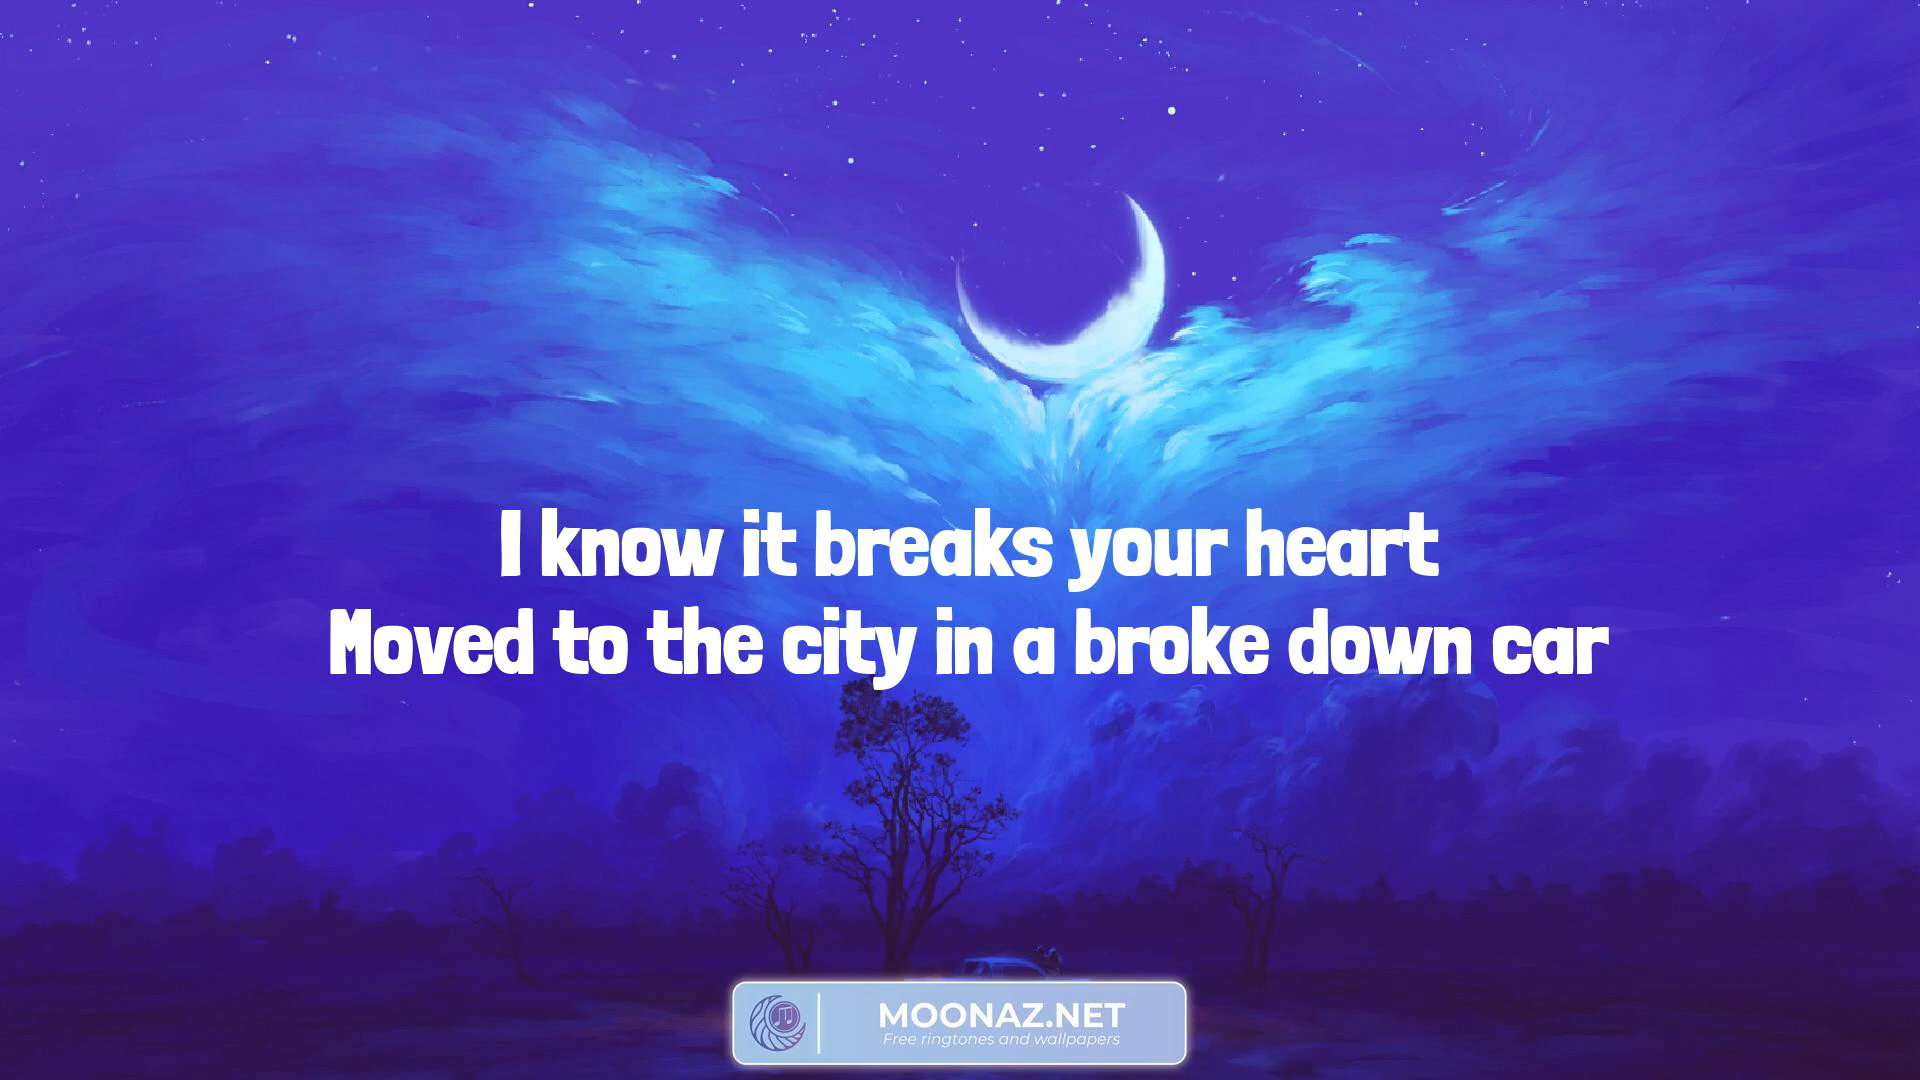 I know it breaks your heart
Moved to the city in a broke down car
MOONAZ.NET
Free ringtones and wallpapers